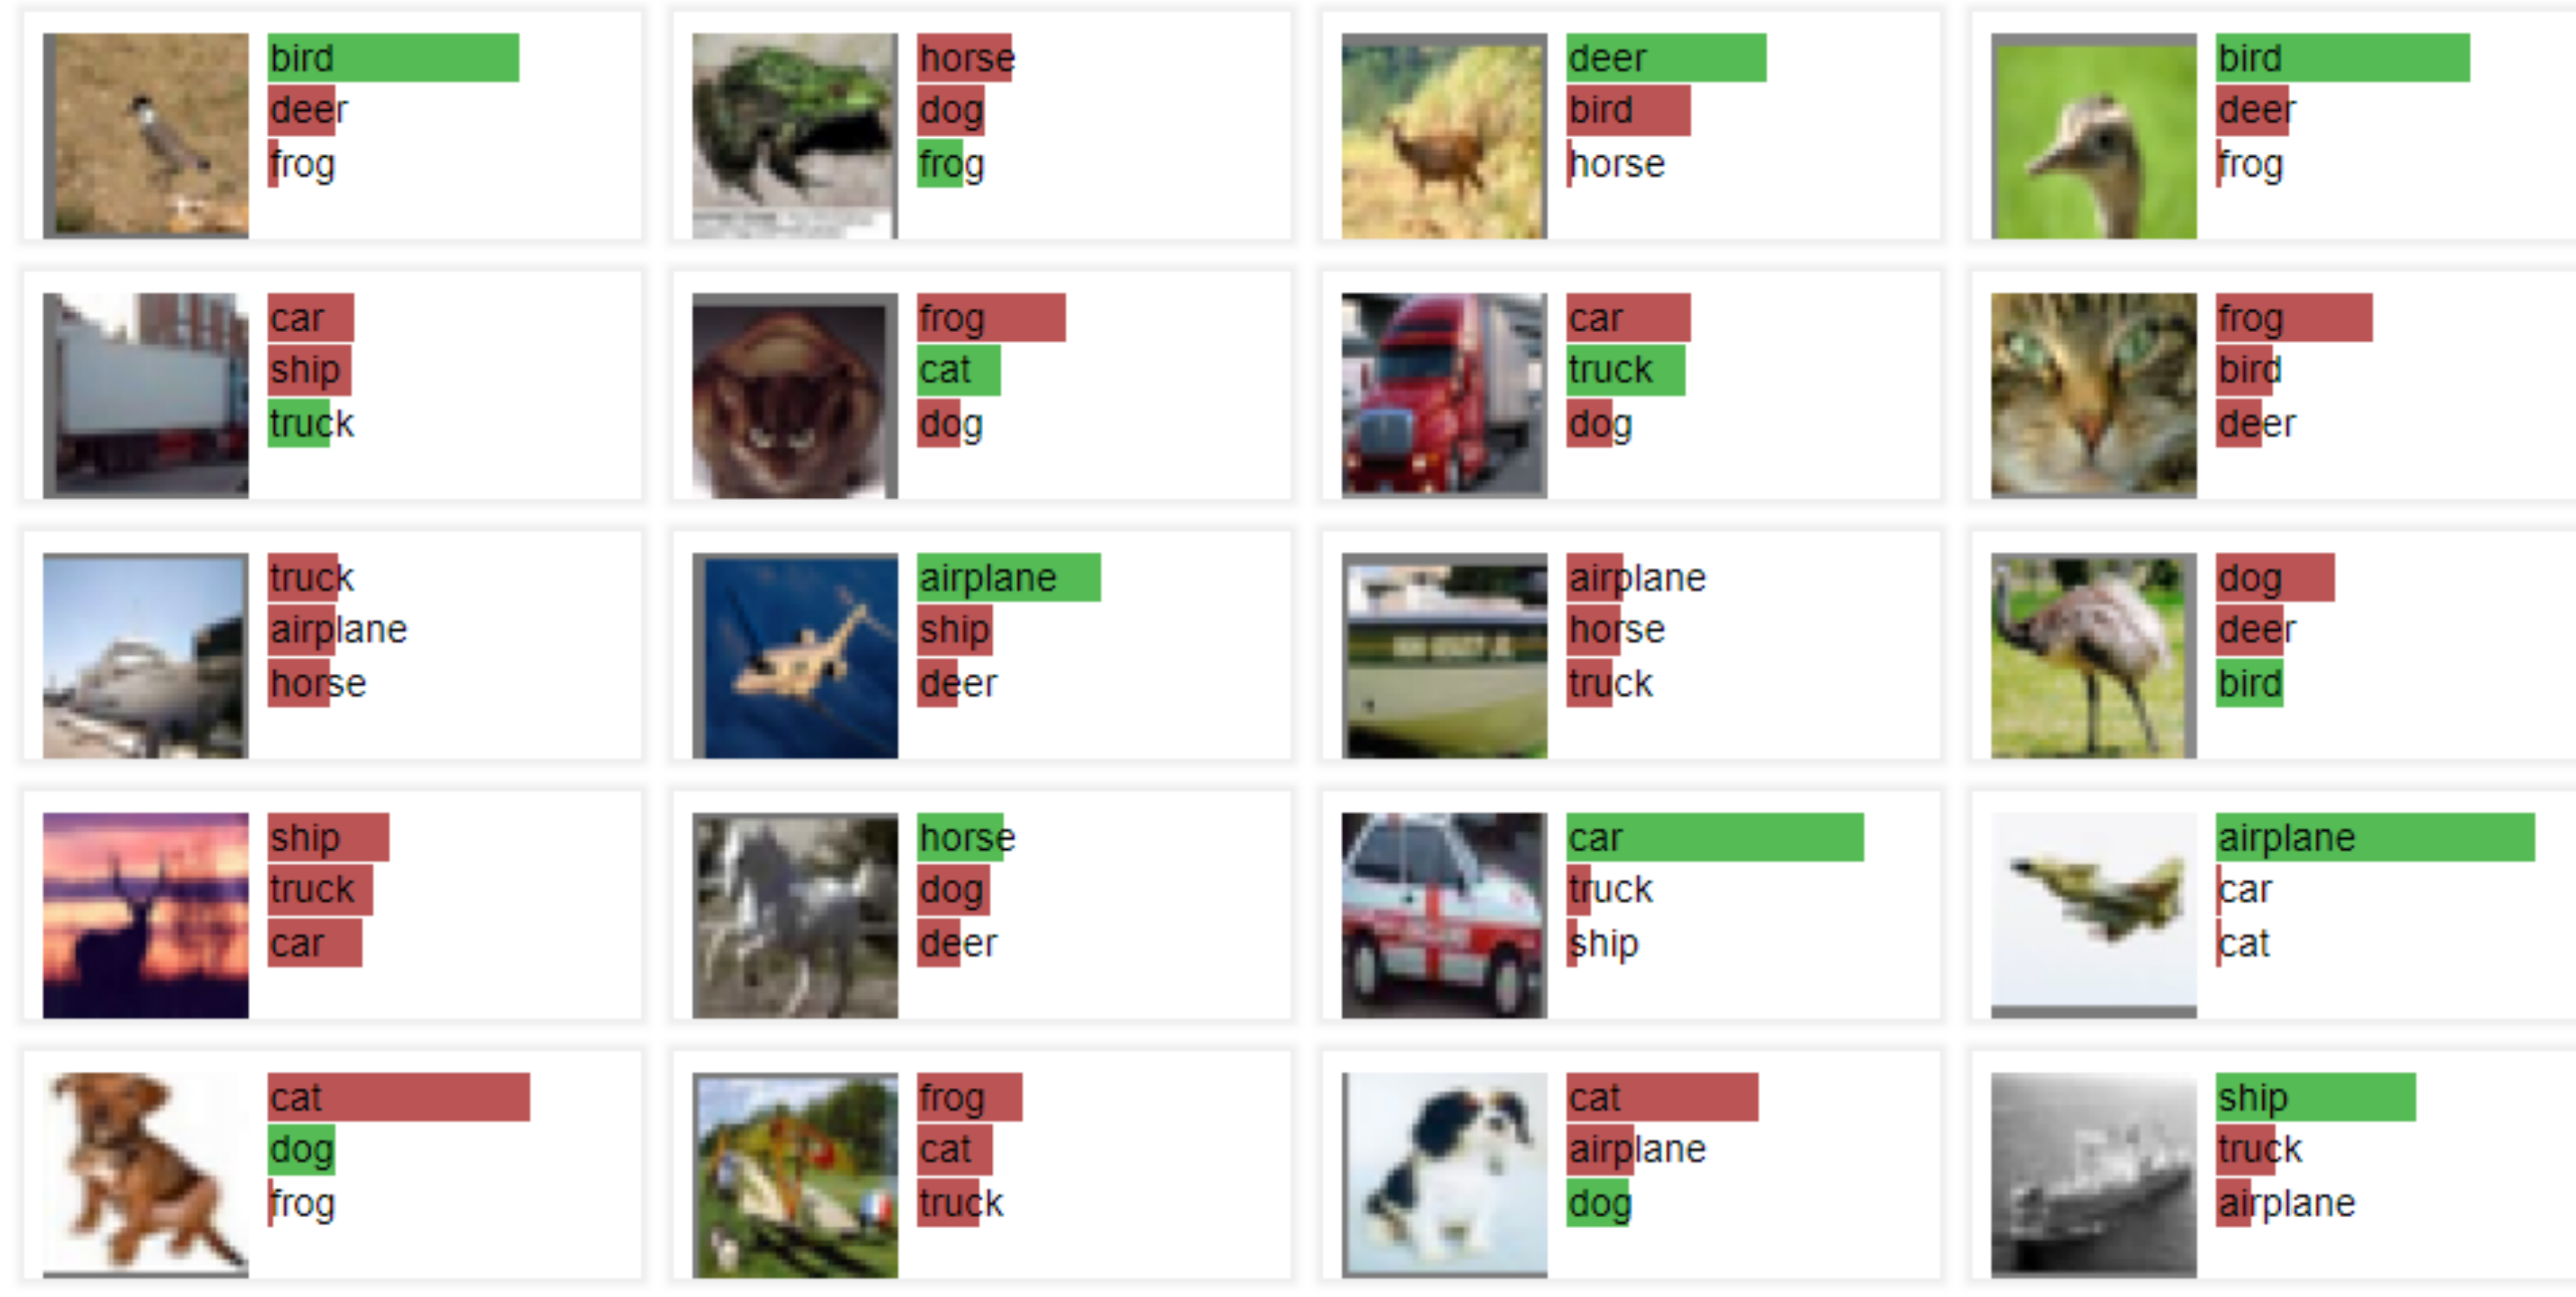 bird
deer
frog
horse
dog
frog
deer
bird
horse
bird
deer
frog
car
ship
truck
frog
cat
dog
car
truck
dog
frog
bird
deer
truck
airplane
horse
airplane
ship
deer
airplane
horse
truck
dog
deer
bird
ship
truck
car
horse
dog
deer
car
truck
ship
airplane
car
cat
cat
dog
frog
frog
cat
truck
cat
airplane
dog
ship
truck
airplane